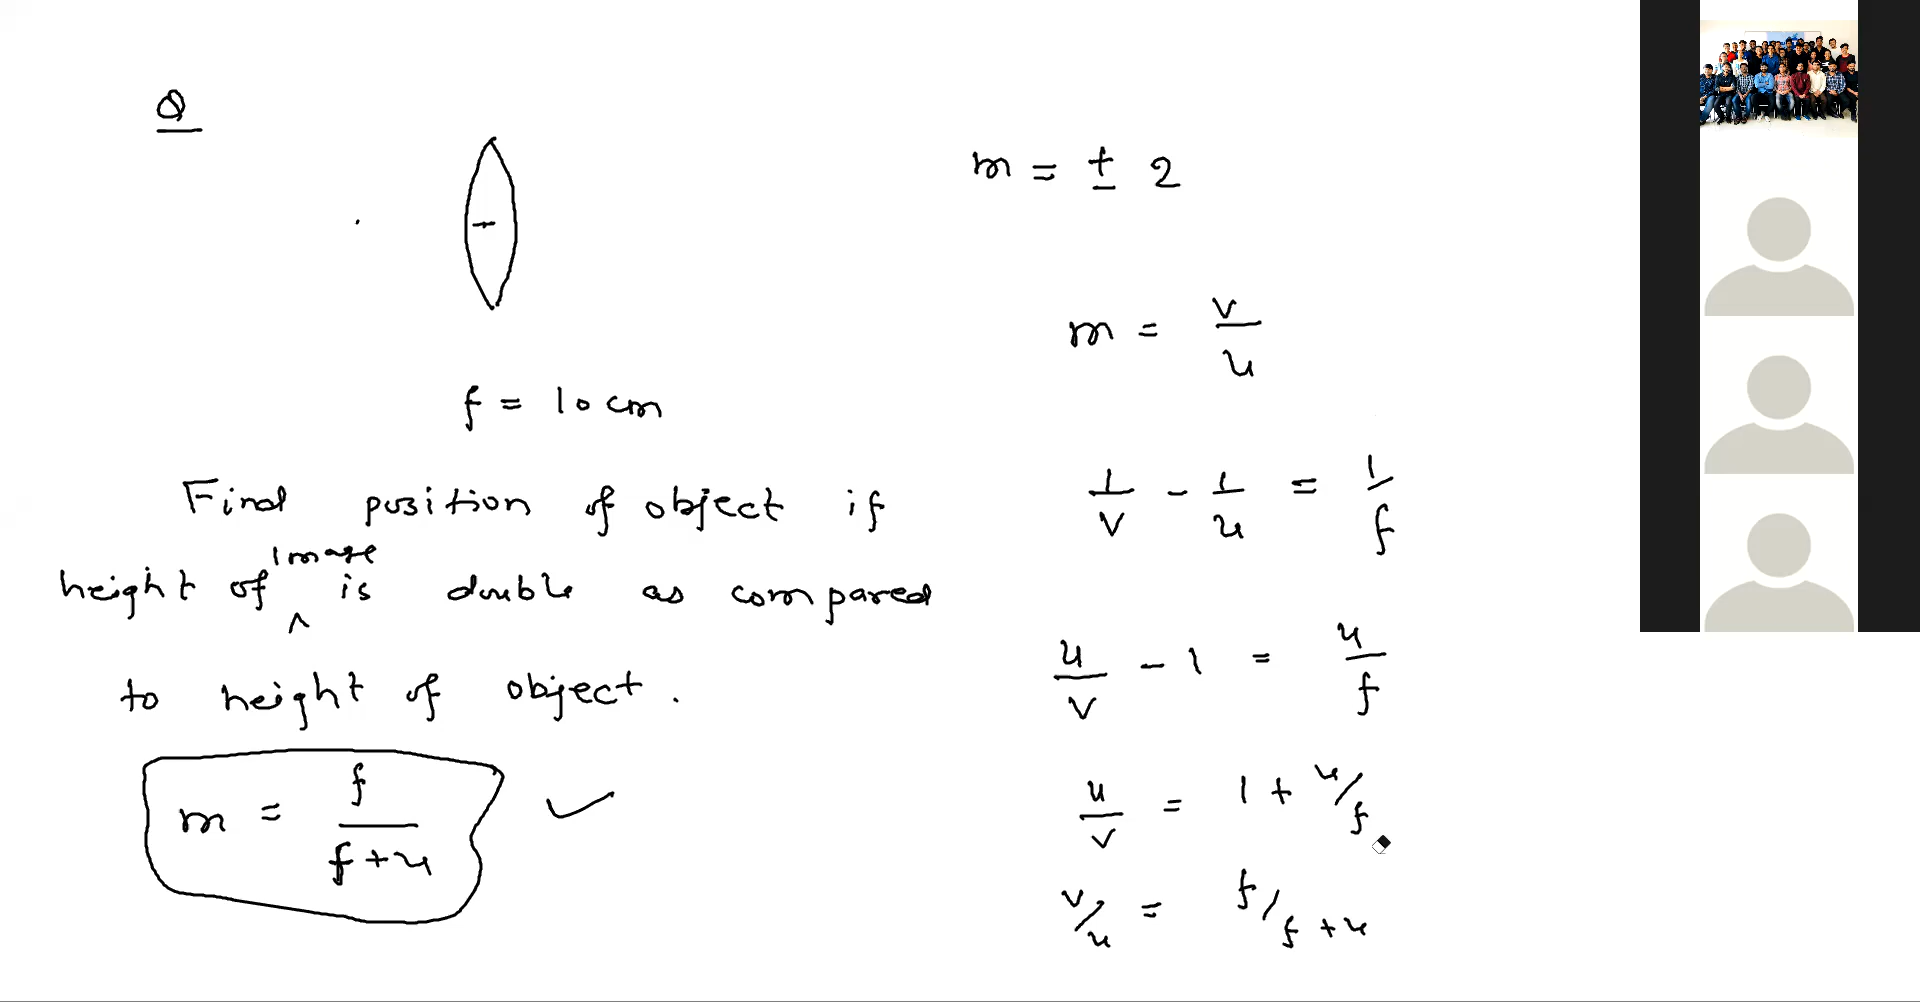 Q
f = 10 cm
Find position of object if
height of image is double as compared
to height of object.
m = f / f+u
m = ± 2
m = v / u
1/v - 1/u = 1/f
u/v - 1 = u/f
u/v = 1 + u/f
v/u = f/f+u